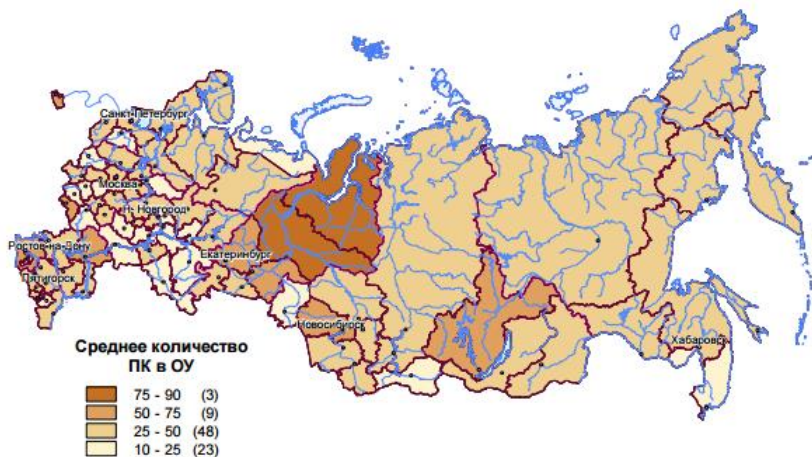 Санкт-Петербург
Москва
Н- Новгород
Ростов-на-Дону
Екатеринбург
Пятигорск
Новосибирск
Хабаровск
Среднее количество
ПК в ОУ
75 - 90 (3)
50 - 75 (9)
25 - 50 (48)
10 - 25 (23)